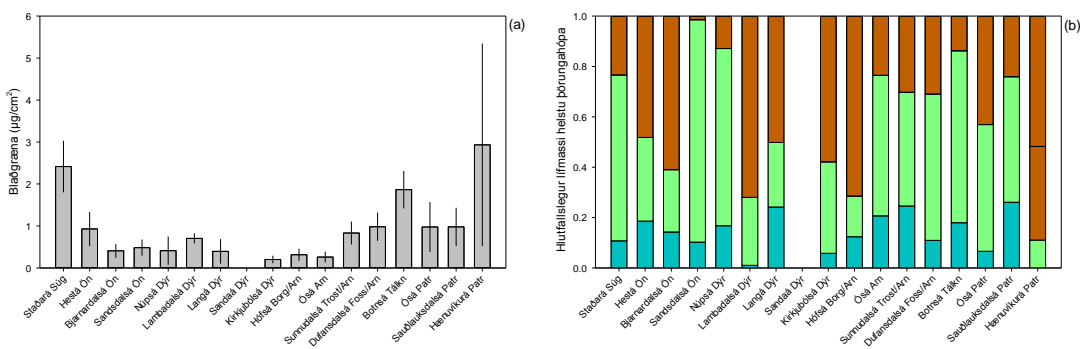 (a)
Blaðgræna (µg/cm²)
6
5
4
3
2
1
0
Staðará Súg
Hestá Ön
Bjarnardalsá Ön
Sandsdalsá Ön
Núpsá Dýr
Lambadalsá Dýr
Langá Dýr
Sandaá Dýr
Kirkjubólsá Dýr
Höfsá Borg/Arn
Ósá Arn
Sunnudalsá Trost/Arn
Dufansdalsá Foss/Arn
Botnsá Tálkn
Ósá Patr
Sauðlauksdalsá Patr
Hænuvíkurá Patr
(b)
Hlutfallslegur lífmassi helstu þörungahópa
1.0
0.8
0.6
0.4
0.2
0.0
Staðará Súg
Hestá Ön
Bjarnardalsá Ön
Sandsdalsá Ön
Núpsá Dýr
Lambadalsá Dýr
Langá Dýr
Sandaá Dýr
Kirkjubólsá Dýr
Höfsá Borg/Arn
Ósá Arn
Sunnudalsá Trost/Arn
Dufansdalsá Foss/Arn
Botnsá Tálkn
Ósá Patr
Sauðlauksdalsá Patr
Hænuvíkurá Patr